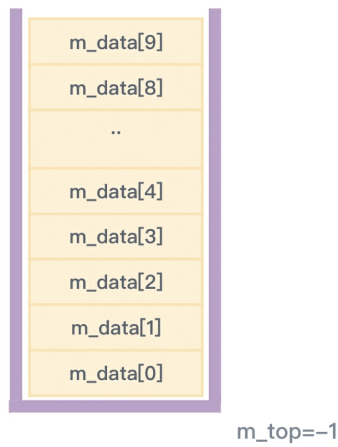 m_data[9]
m_data[8]
..
m_data[4]
m_data[3]
m_data[2]
m_data[1]
m_data[0]
m_top=-1